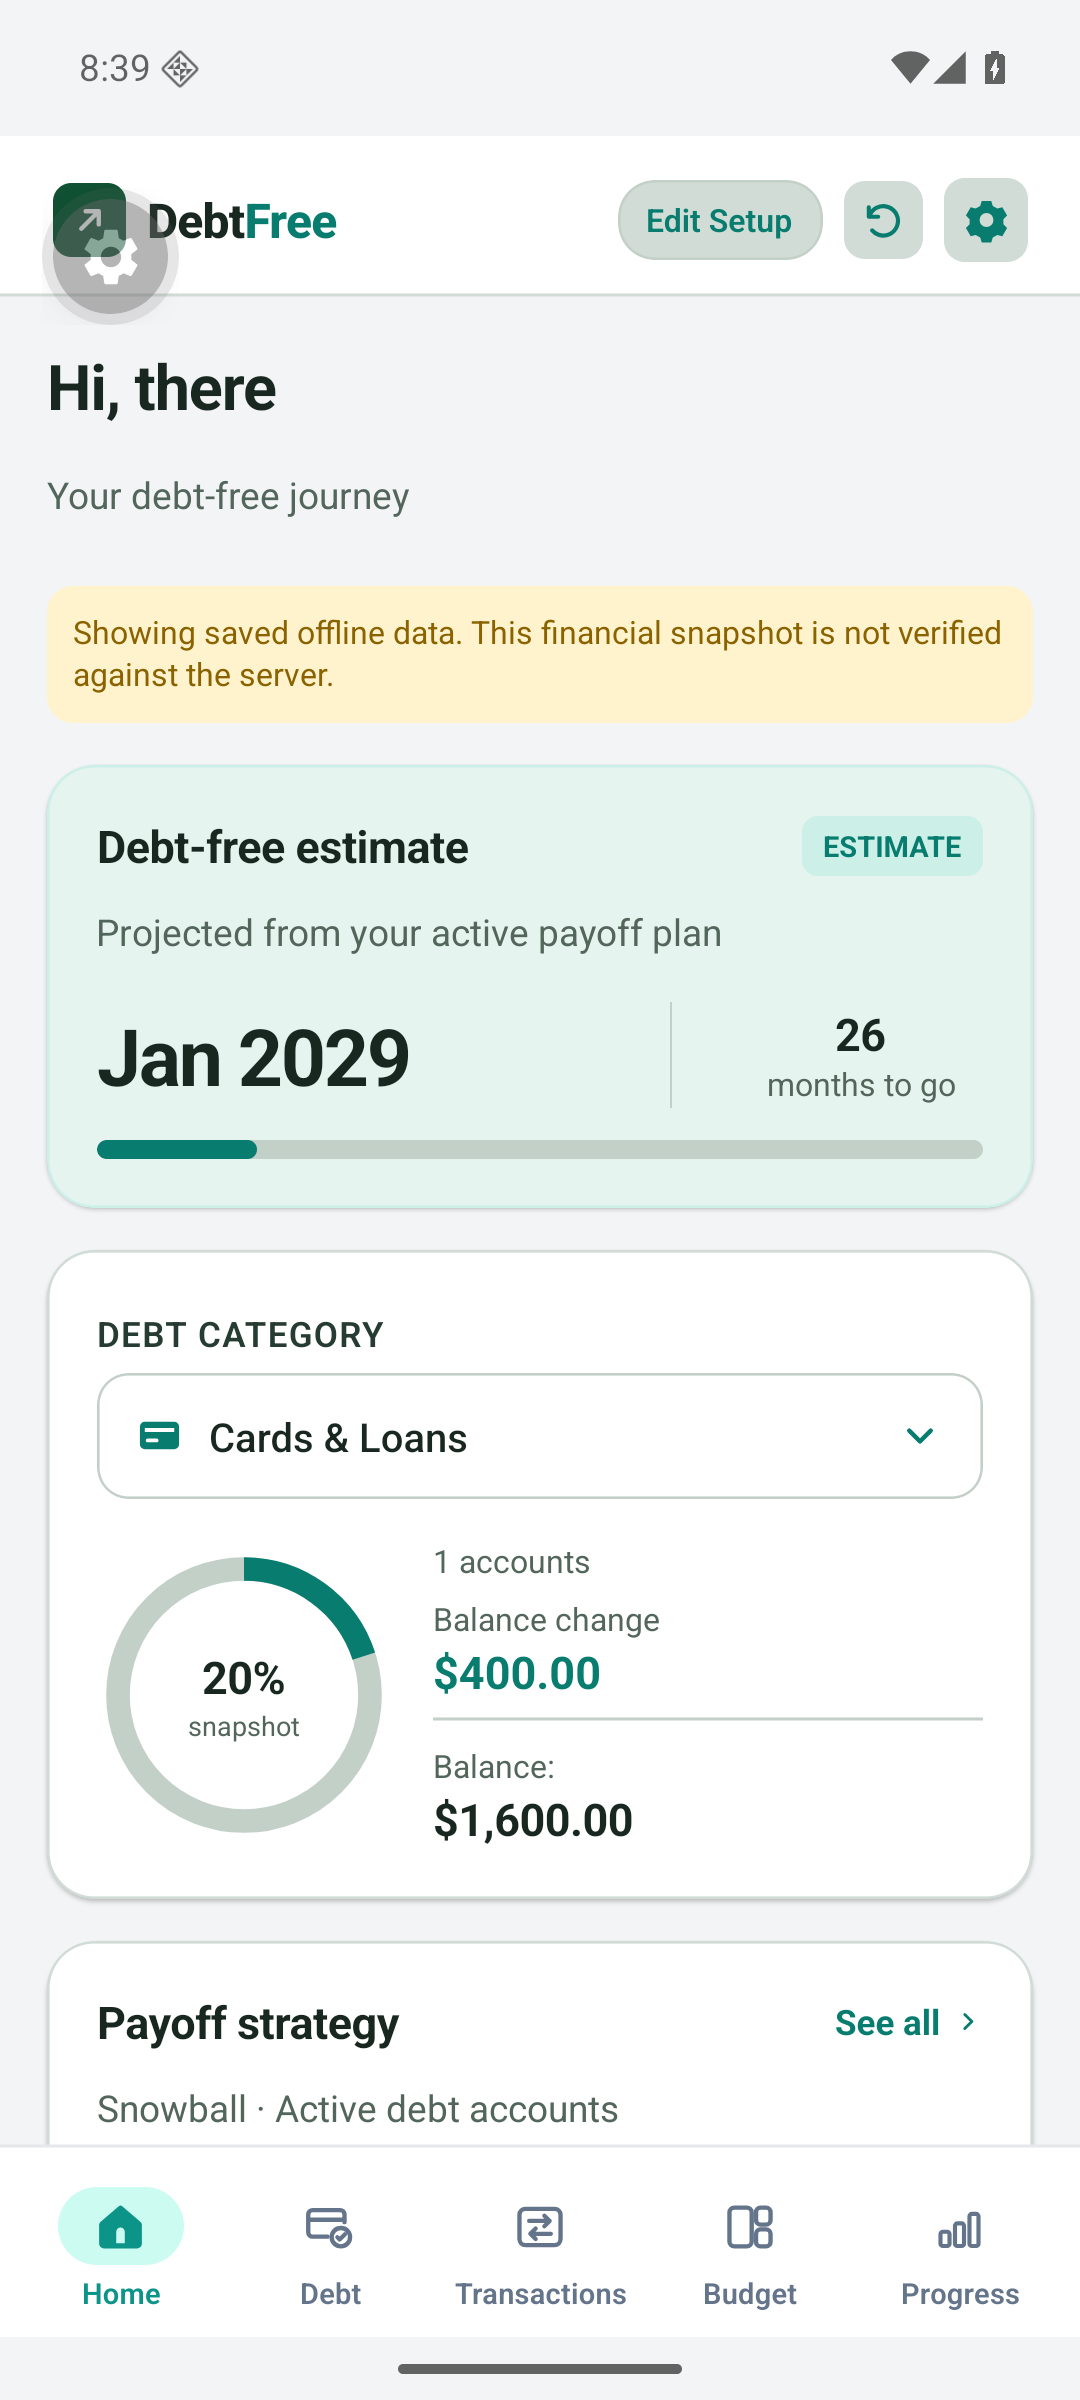 8:39
DebtFree
Edit Setup
Hi, there
Your debt-free journey
Showing saved offline data. This financial snapshot is not verified
against the server.
Debt-free estimate
ESTIMATE
Projected from your active payoff plan
Jan 2029
26
months to go
DEBT CATEGORY
Cards & Loans
20%
snapshot
1 accounts
Balance change
$400.00
Balance:
$1,600.00
Payoff strategy
See all
Snowball · Active debt accounts
Home
Debt
Transactions
Budget
Progress